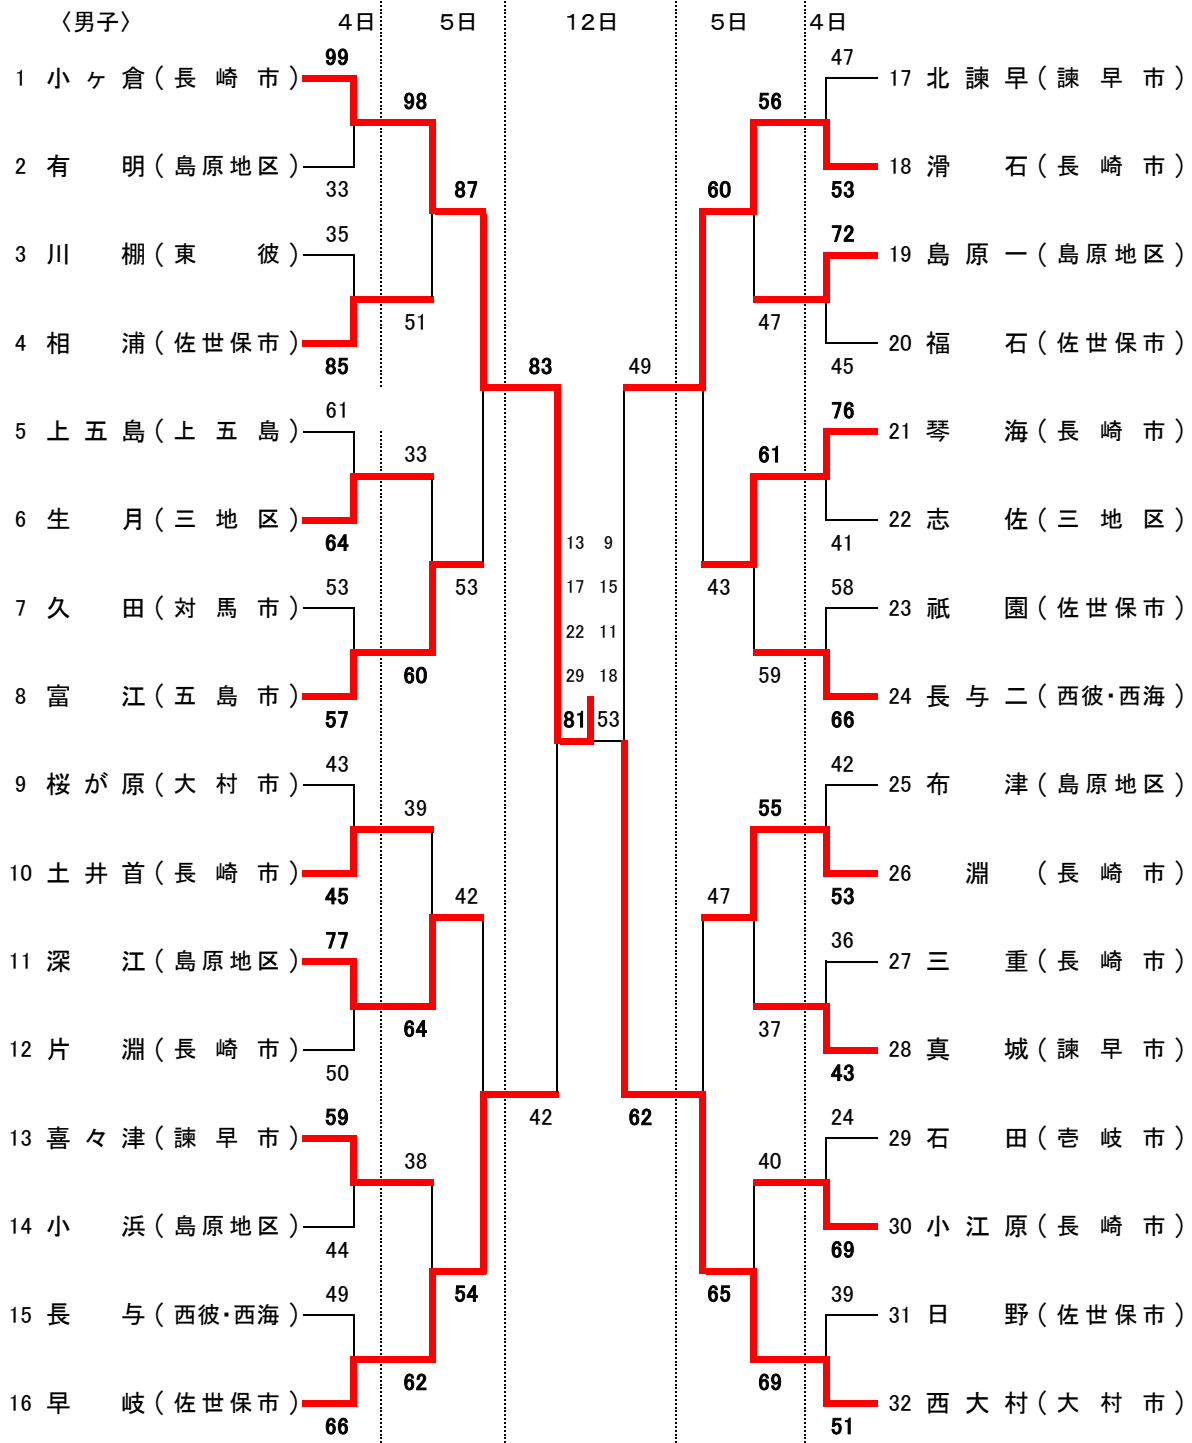 〈男子〉 4日 5日 12日 5日 4日
99 47
1 小ヶ倉(長崎市) 17 北諫早(諫早市)
98 56
2 有明(島原地区) 18 滑石(長崎市)
33 87 60 53
35 72
3 川棚(東彼) 19 島原一(島原地区)
51 47
4 相浦(佐世保市) 20 福石(佐世保市)
85 83 49 45
61 76
5 上五島(上五島) 21 琴海(長崎市)
33 61
6 生月(三地区) 22 志佐(三地区)
64 13 9 41
53 53 17 15 43 58
7 久田(対馬市) 23 祇園(佐世保市)
22 11
60 29 18 59
8 富江(五島市) 24 長与二(西彼・西海)
57 81 53 66
43 42
9 桜が原(大村市) 25 布津(島原地区)
39 55
10 土井首(長崎市) 26 淵(長崎市)
45 42 47 53
77 36
11 深江(島原地区) 27 三重(長崎市)
64 37
12 片淵(長崎市) 28 真城(諫早市)
50 43
59 42 62 24
13 喜々津(諫早市) 29 石田(壱岐市)
38 40
14 小浜(島原地区) 30 小江原(長崎市)
44 69
49 54 65 39
15 長与(西彼・西海) 31 日野(佐世保市)
62 69
16 早岐(佐世保市) 32 西大村(大村市)
66 51